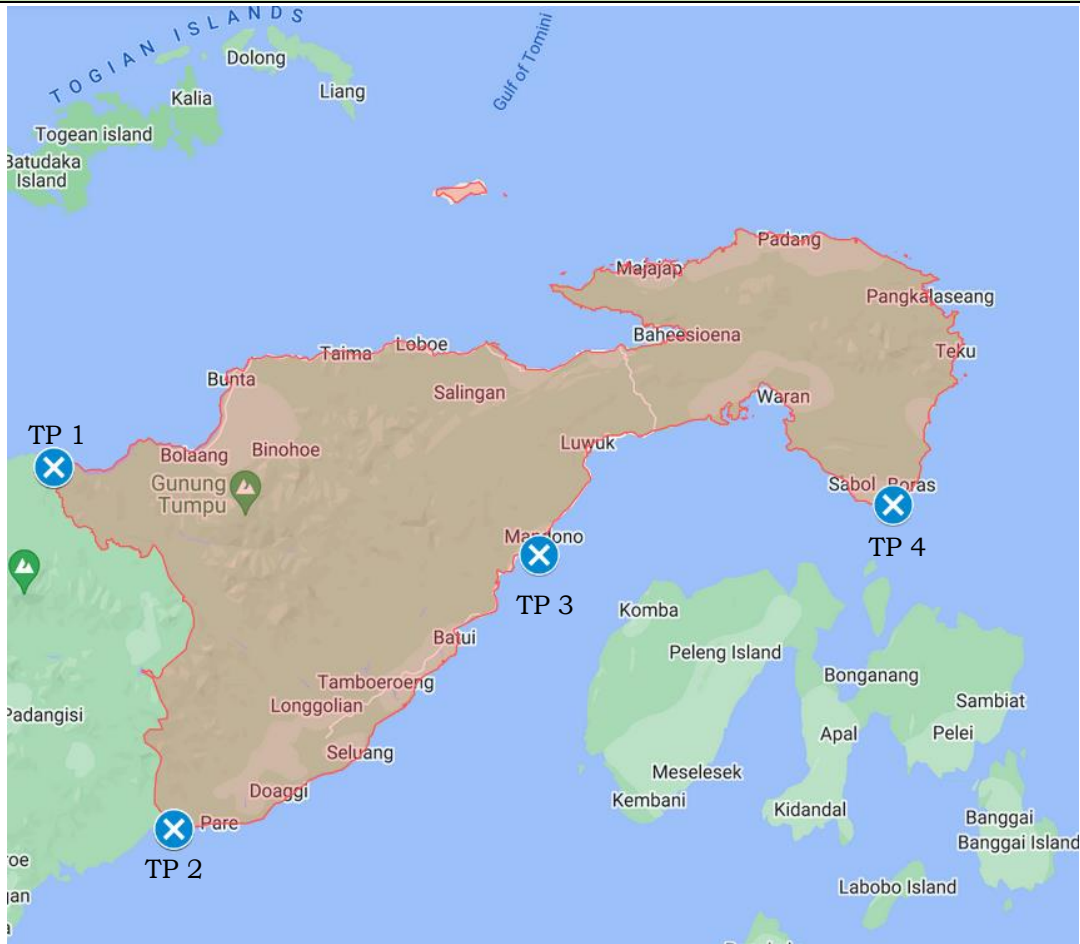 TOGIAN ISLANDS
Dolong
Gulf of Tomini
Kalia
Liang
Togean island
Batudaka
Island
Padang
Majajap
Pangkalaseang
Baheesioena
Loboe
Taima
Teku
Bunta
Salingan
Waran
TP 1
Luwuk
Bolaang
Binohoe
Gunung
Tumpu
Sabol
Boras
Mandono
TP 4
TP 3
Komba
Batui
Peleng Island
Bonganang
Tamboeroeng
Longgolian
Sambiat
Padangisi
Apal
Pelei
Seluang
Meselesek
Doaggi
Kembani
Kidandal
Pare
Banggai
Banggai Island
TP 2
Labobo Island